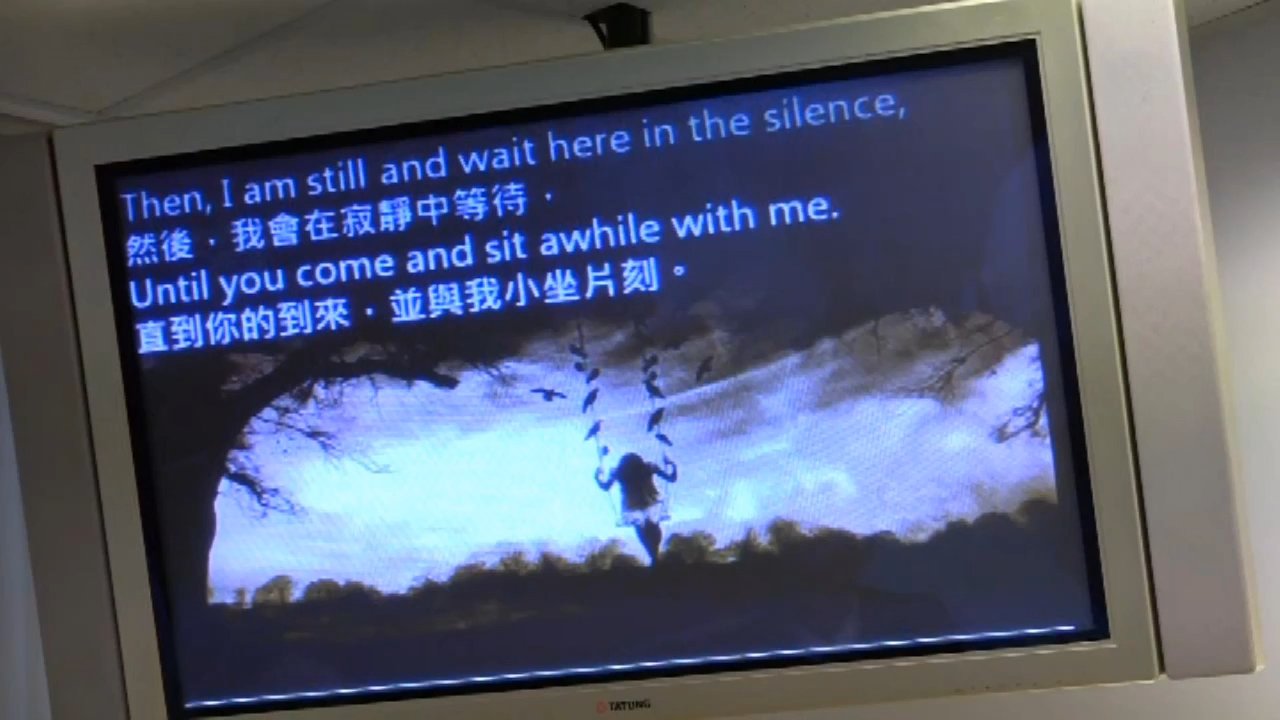 Then, I am still and wait here in the silence,
然後，我會在寂靜中等待，
Until you come and sit awhile with me.
直到你的到來，並與我小坐片刻。
TATUNG